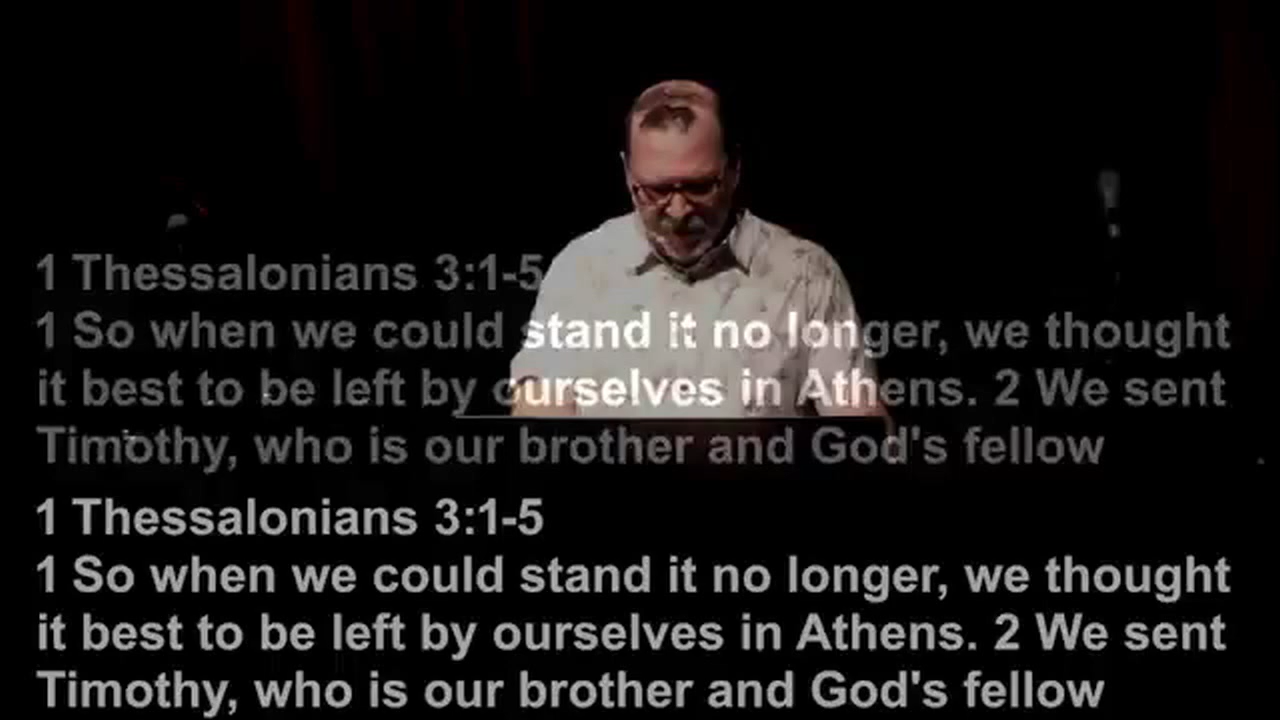 1 Thessalonians 3:1-5
1 So when we could stand it no longer, we thought
it best to be left by ourselves in Athens. 2 We sent
Timothy, who is our brother and God's fellow
1 Thessalonians 3:1-5
1 So when we could stand it no longer, we thought
it best to be left by ourselves in Athens. 2 We sent
Timothy, who is our brother and God's fellow